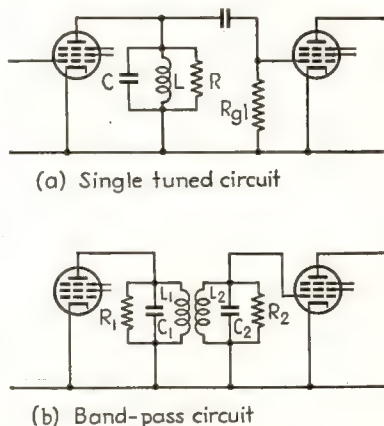 C L R
Rg1
(a) Single tuned circuit
R1 C1 L1 L2 C2 R2
(b) Band-pass circuit